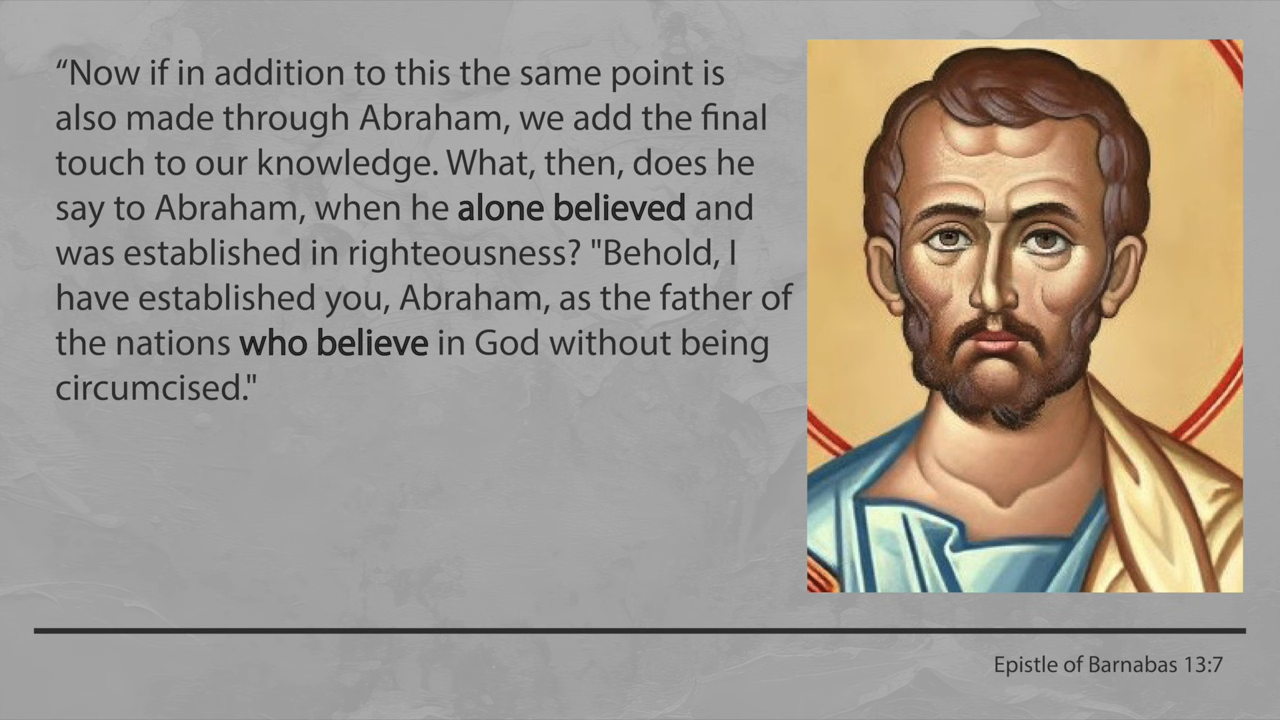 “Now if in addition to this the same point is
also made through Abraham, we add the final
touch to our knowledge. What, then, does he
say to Abraham, when he alone believed and
was established in righteousness? "Behold, I
have established you, Abraham, as the father of
the nations who believe in God without being
circumcised."
Epistle of Barnabas 13:7